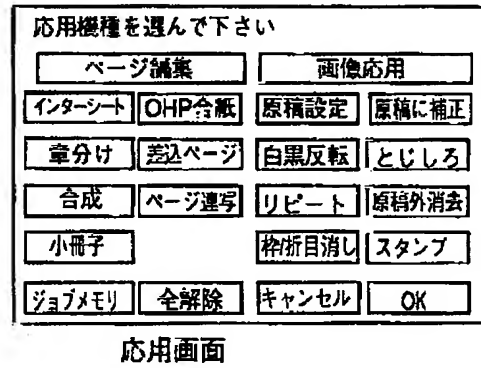 応用機種を選んで下さい
ページ編集 画像応用
インターシート OHP合紙 原稿設定 原稿に補正
章分け 差込ページ 白黒反転 とじしろ
合成 ページ連写 リピート 原稿外消去
小冊子 枠/折目消し スタンプ
ジョブメモリ 全解除 キャンセル OK
応用画面